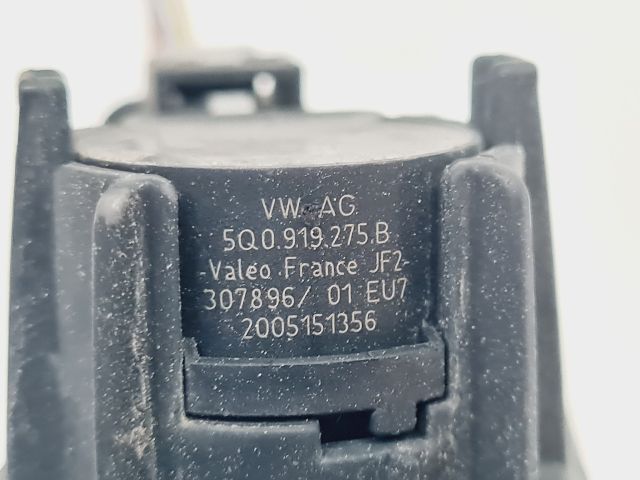 VW AG
5Q0.919.275.B
-Valeo France JF2-
307896/ 01 EU7
2005151356